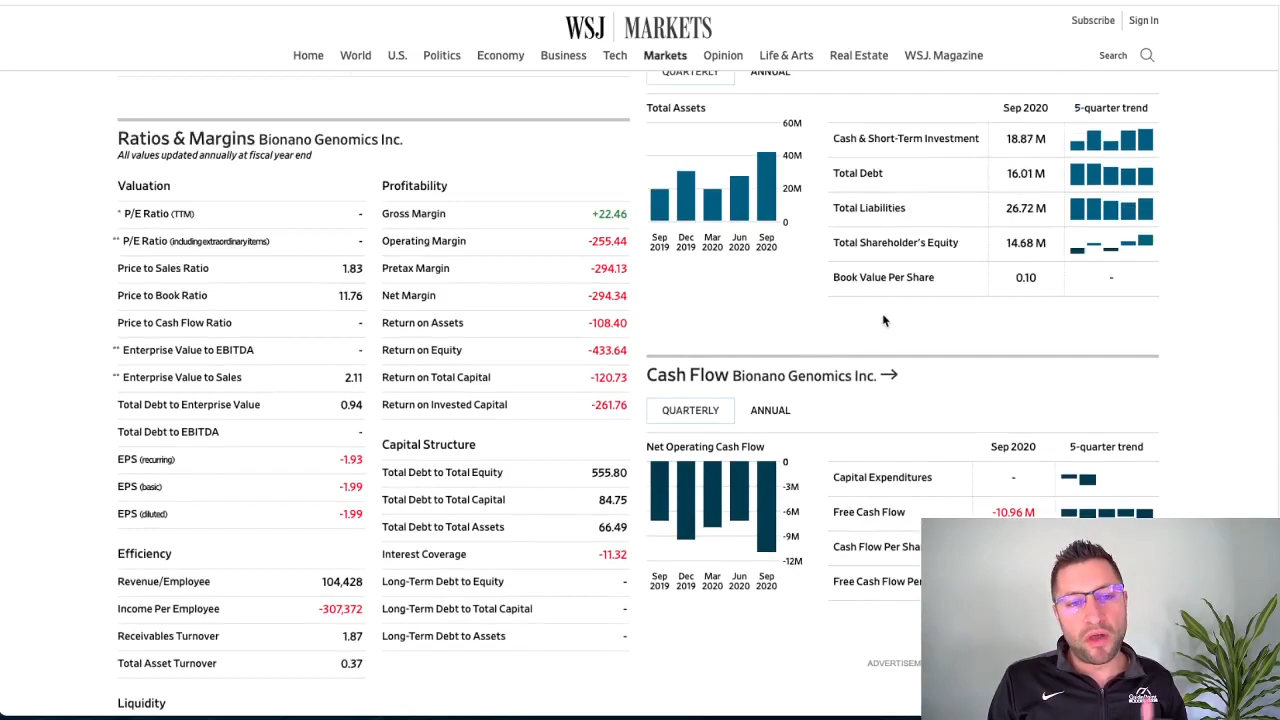 WSJ MARKETS
Subscribe Sign In
Home World U.S. Politics Economy Business Tech Markets Opinion Life & Arts Real Estate WSJ. Magazine Search
QUARTERLY ANNUAL
Ratios & Margins Bionano Genomics Inc.
All values updated annually at fiscal year end
Valuation
* P/E Ratio (TTM) -
** P/E Ratio (including extraordinary items) -
Price to Sales Ratio 1.83
Price to Book Ratio 11.76
Price to Cash Flow Ratio -
** Enterprise Value to EBITDA -
** Enterprise Value to Sales 2.11
Total Debt to Enterprise Value 0.94
Total Debt to EBITDA -
EPS (recurring) -1.93
EPS (basic) -1.99
EPS (diluted) -1.99
Efficiency
Revenue/Employee 104,428
Income Per Employee -307,372
Receivables Turnover 1.87
Total Asset Turnover 0.37
Liquidity
Profitability
Gross Margin +22.46
Operating Margin -255.44
Pretax Margin -294.13
Net Margin -294.34
Return on Assets -108.40
Return on Equity -433.64
Return on Total Capital -120.73
Return on Invested Capital -261.76
Capital Structure
Total Debt to Total Equity 555.80
Total Debt to Total Capital 84.75
Total Debt to Total Assets 66.49
Interest Coverage -11.32
Long-Term Debt to Equity -
Long-Term Debt to Total Capital -
Long-Term Debt to Assets -
Total Assets
60M
40M
20M
0
Sep 2019 Dec 2019 Mar 2020 Jun 2020 Sep 2020
Sep 2020 5-quarter trend
Cash & Short-Term Investment 18.87 M
Total Debt 16.01 M
Total Liabilities 26.72 M
Total Shareholder's Equity 14.68 M
Book Value Per Share 0.10 -
Cash Flow Bionano Genomics Inc. →
QUARTERLY ANNUAL
Net Operating Cash Flow
0
-3M
-6M
-9M
-12M
Sep 2019 Dec 2019 Mar 2020 Jun 2020 Sep 2020
Sep 2020 5-quarter trend
Capital Expenditures -
Free Cash Flow -10.96 M
Cash Flow Per Sha
Free Cash Flow Per
ADVERTISEM